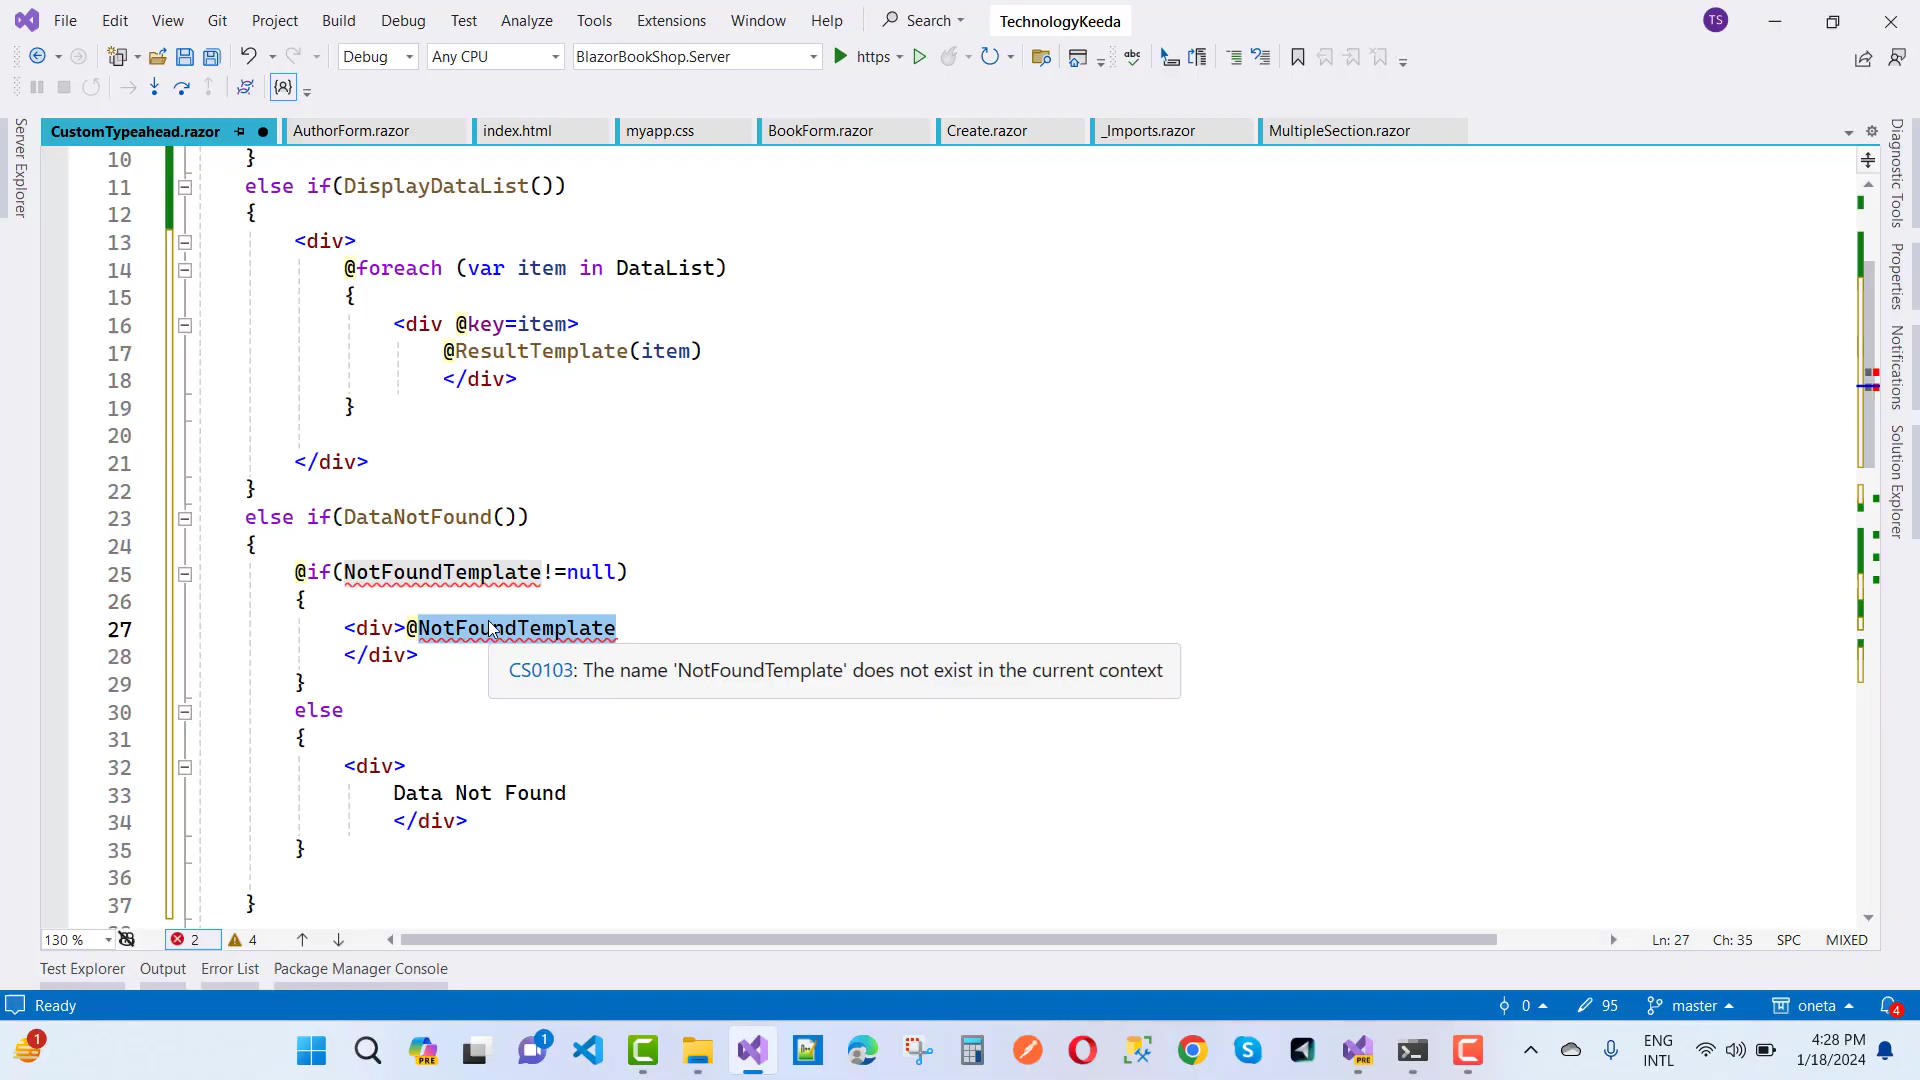 File Edit View Git Project Build Debug Test Analyze Tools Extensions Window Help Search TechnologyKeeda TS
Debug Any CPU BlazorBookShop.Server https
CustomTypeahead.razor AuthorForm.razor index.html myapp.css BookForm.razor Create.razor _Imports.razor MultipleSection.razor
Server Explorer
Diagnostic Tools
Properties
Notifications
Solution Explorer
10 }
11 else if(DisplayDataList())
12 {
13 <div>
14 @foreach (var item in DataList)
15 {
16 <div @key=item>
17 @ResultTemplate(item)
18 </div>
19 }
20
21 </div>
22 }
23 else if(DataNotFound())
24 {
25 @if(NotFoundTemplate!=null)
26 {
27 <div>@NotFoundTemplate
28 </div>
CS0103: The name 'NotFoundTemplate' does not exist in the current context
29 }
30 else
31 {
32 <div>
33 Data Not Found
34 </div>
35 }
36
37 }
130 % 2 4 Ln: 27 Ch: 35 SPC MIXED
Test Explorer Output Error List Package Manager Console
Ready 0 95 master oneta 4
1 PRE 1 PRE ENG INTL 4:28 PM 1/18/2024